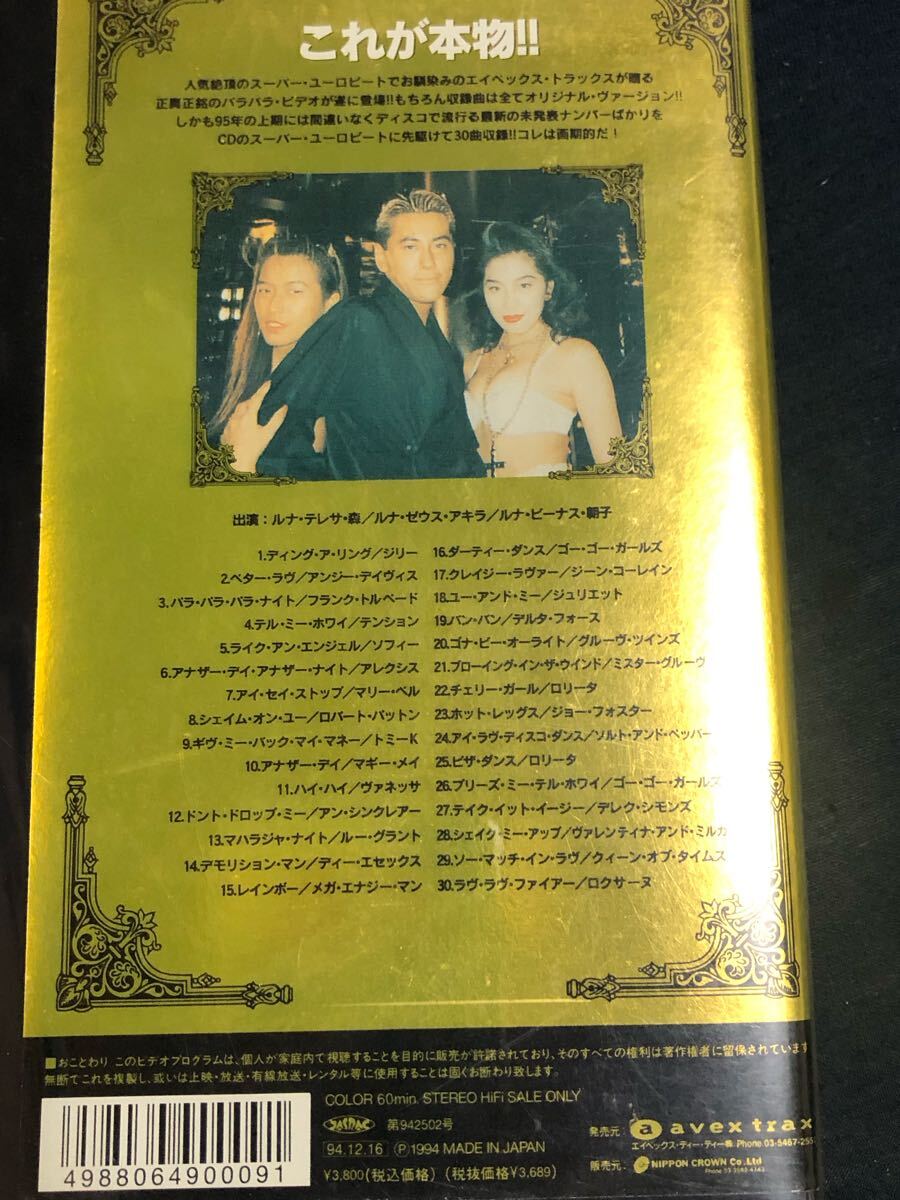 これが本物!!
人気絶頂のスーパー・ユーロビートでお馴染みのエイベックス・トラックスが贈る
正真正銘のパラパラ・ビデオが遂に登場!!もちろん収録曲は全てオリジナル・ヴァージョン!!
しかも95年の上期には間違いなくディスコで流行る最新の未発表ナンバーばかりを
CDのスーパー・ユーロビートに先駆けて30曲収録!!コレは画期的だ!
出演：ルナ・テレサ・森／ルナ・ゼウス・アキラ／ルナ・ビーナス・朝子
1.ディング・ア・リング／ジリー
2.ベター・ラヴ／アンジー・デイヴィス
3.パラ・パラ・パラ・ナイト／フランク・トルペード
4.テル・ミー・ホワイ／テンション
5.ライク・アン・エンジェル／ソフィー
6.アナザー・デイ・アナザー・ナイト／アレクシス
7.アイ・セイ・ストップ／マリー・ベル
8.シェイム・オン・ユー／ロバート・パットン
9.ギヴ・ミー・バック・マイ・マネー／トミーK
10.アナザー・デイ／マギー・メイ
11.ハイ・ハイ／ヴァネッサ
12.ドント・ドロップ・ミー／アン・シンクレアー
13.マハラジャ・ナイト／ルー・グラント
14.デモリション・マン／ディー・エセックス
15.レインボー／メガ・エナジー・マン
16.ダーティー・ダンス／ゴー・ゴー・ガールズ
17.クレイジー・ラヴァー／ジーン・コーレイン
18.ユー・アンド・ミー／ジュリエット
19.バン・バン／デルタ・フォース
20.ゴナ・ビー・オーライト／グルーヴ・ツインズ
21.ブローイング・イン・ザ・ウインド／ミスター・グルーヴ
22.チェリー・ガール／ロリータ
23.ホット・レッグス／ジョー・フォスター
24.アイ・ラヴ・ディスコ・ダンス／ソルト・アンド・ペッパー
25.ピザ・ダンス／ロリータ
26.プリーズ・ミー・テル・ホワイ／ゴー・ゴー・ガールズ
27.テイク・イット・イージー／デレク・シモンズ
28.シェイク・ミー・アップ／ヴァレンティナ・アンド・ミルカ
29.ソー・マッチ・イン・ラヴ／クィーン・オブ・タイムス
30.ラヴ・ラヴ・ファイアー／ロクサーヌ
■おことわり このビデオプログラムは、個人が家庭内で視聴することを目的に販売が許諾されており、そのすべての権利は著作権者に留保されています
無断でこれを複製し、或いは上映・放送・有線放送・レンタル等に使用することは固くお断り致します。
COLOR 60min. STEREO HiFi SALE ONLY
JASRAC 第942502号
94.12.16 Ⓟ1994 MADE IN JAPAN
¥3,800(税込価格) (税抜価格¥3,689)
4988064900091
発売元： a avex trax
エイベックス・ディー・ディー㈱ Phone.03-5467-255
販売元： NIPPON CROWN Co.Ltd